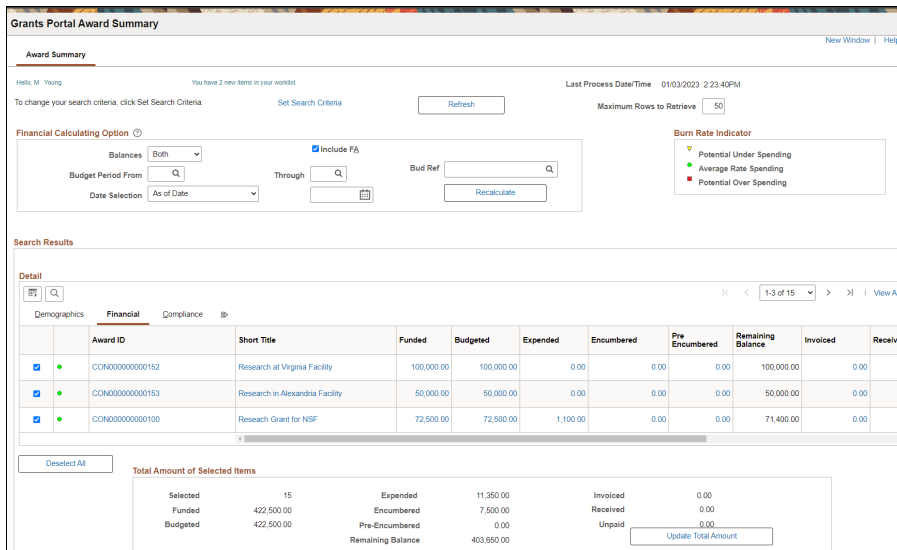 Grants Portal Award Summary
New Window | Help
Award Summary
Hello, M Young You have 2 new items in your worklist. Last Process Date/Time 01/03/2023 2:23:40PM
To change your search criteria, click Set Search Criteria. Set Search Criteria Refresh Maximum Rows to Retrieve 50
Financial Calculating Option ? Burn Rate Indicator
Balances Both Include FA Potential Under Spending
Budget Period From Through Bud Ref Average Rate Spending
Date Selection As of Date Recalculate Potential Over Spending
Search Results
Detail
1-3 of 15 | View A
Demographics Financial Compliance
Award ID Short Title Funded Budgeted Expended Encumbered Pre Encumbered Remaining Balance Invoiced Receiv
CON000000000152 Research at Virginia Facility 100,000.00 100,000.00 0.00 0.00 0.00 100,000.00 0.00
CON000000000153 Research in Alexandria Facility 50,000.00 50,000.00 0.00 0.00 0.00 50,000.00 0.00
CON000000000100 Reseach Grant for NSF 72,500.00 72,500.00 1,100.00 0.00 0.00 71,400.00 0.00
Deselect All
Total Amount of Selected Items
Selected 15 Expended 11,350.00 Invoiced 0.00
Funded 422,500.00 Encumbered 7,500.00 Received 0.00
Budgeted 422,500.00 Pre-Encumbered 0.00 Unpaid 0.00
Remaining Balance 403,650.00 Update Total Amount